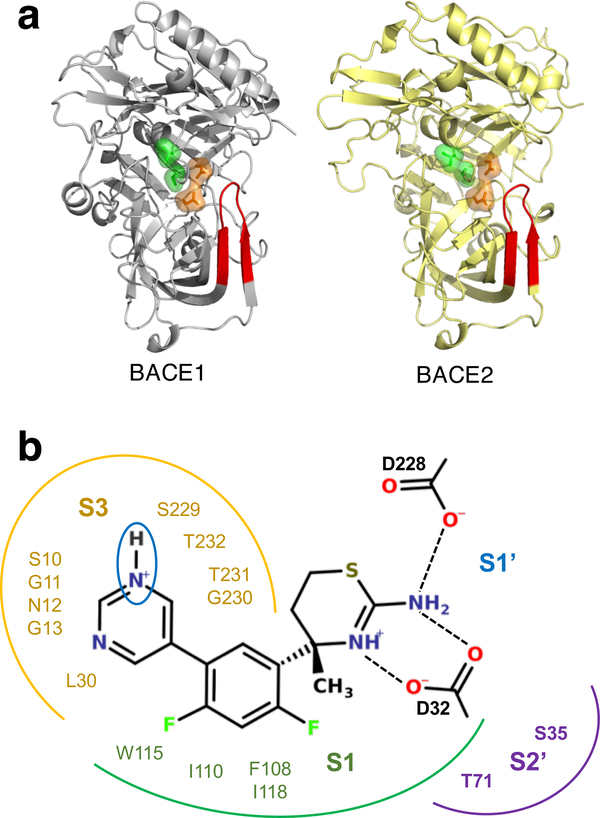 a
BACE1
BACE2
b
D228
O
O−
S3
S229
H
N+
T232
S1’
S10
G11
N12
G13
T231
G230
S
NH2
N
NH+
O
L30
CH3
O−
D32
F
F
S35
W115
S1
S2’
I110
F108
I118
T71